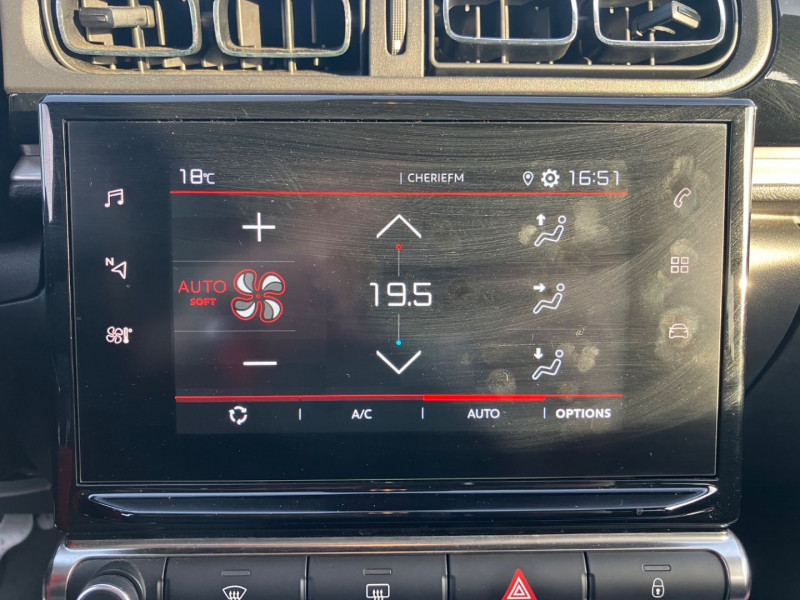 18°C | CHERIEFM 16:51
N
AUTO
SOFT
19.5
A/C | AUTO | OPTIONS